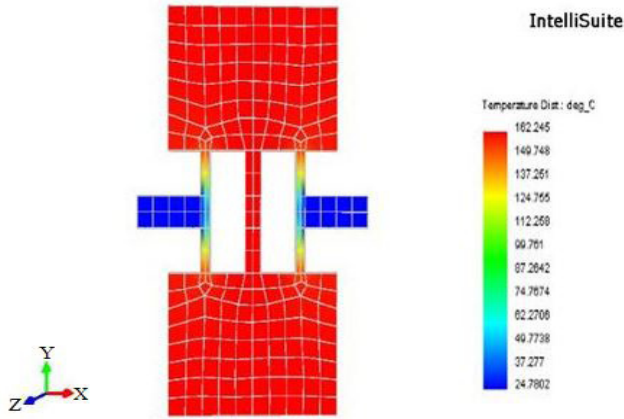 IntelliSuite
Temperature Dist.: deg_C
162.245
149.748
137.251
124.755
112.258
99.761
87.2642
74.7674
62.2706
49.7738
37.277
24.7802
Y
Z
X